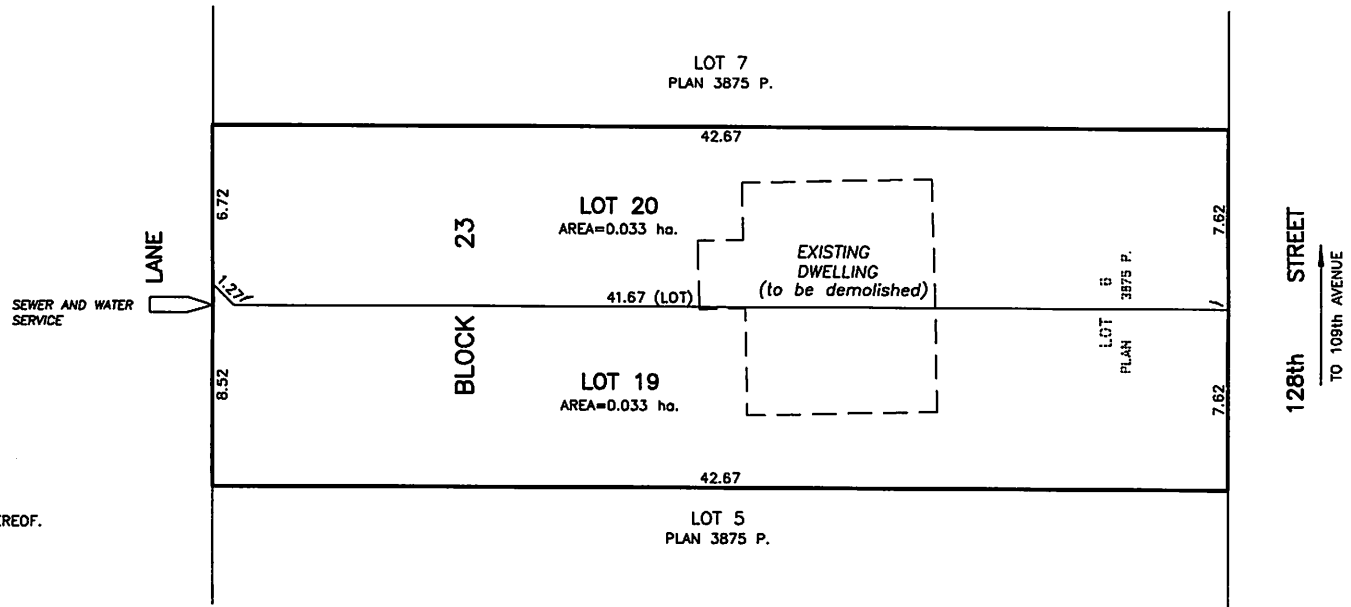 LOT 7
PLAN 3875 P.
42.67
6.72
LOT 20
AREA=0.033 ha.
23
7.62
LANE
EXISTING
DWELLING
(to be demolished)
LOT 6
PLAN 3875 P.
128th STREET
TO 109th AVENUE
1.27
SEWER AND WATER
SERVICE
41.67 (LOT)
BLOCK
8.52
LOT 19
AREA=0.033 ha.
7.62
42.67
EREOF.
LOT 5
PLAN 3875 P.